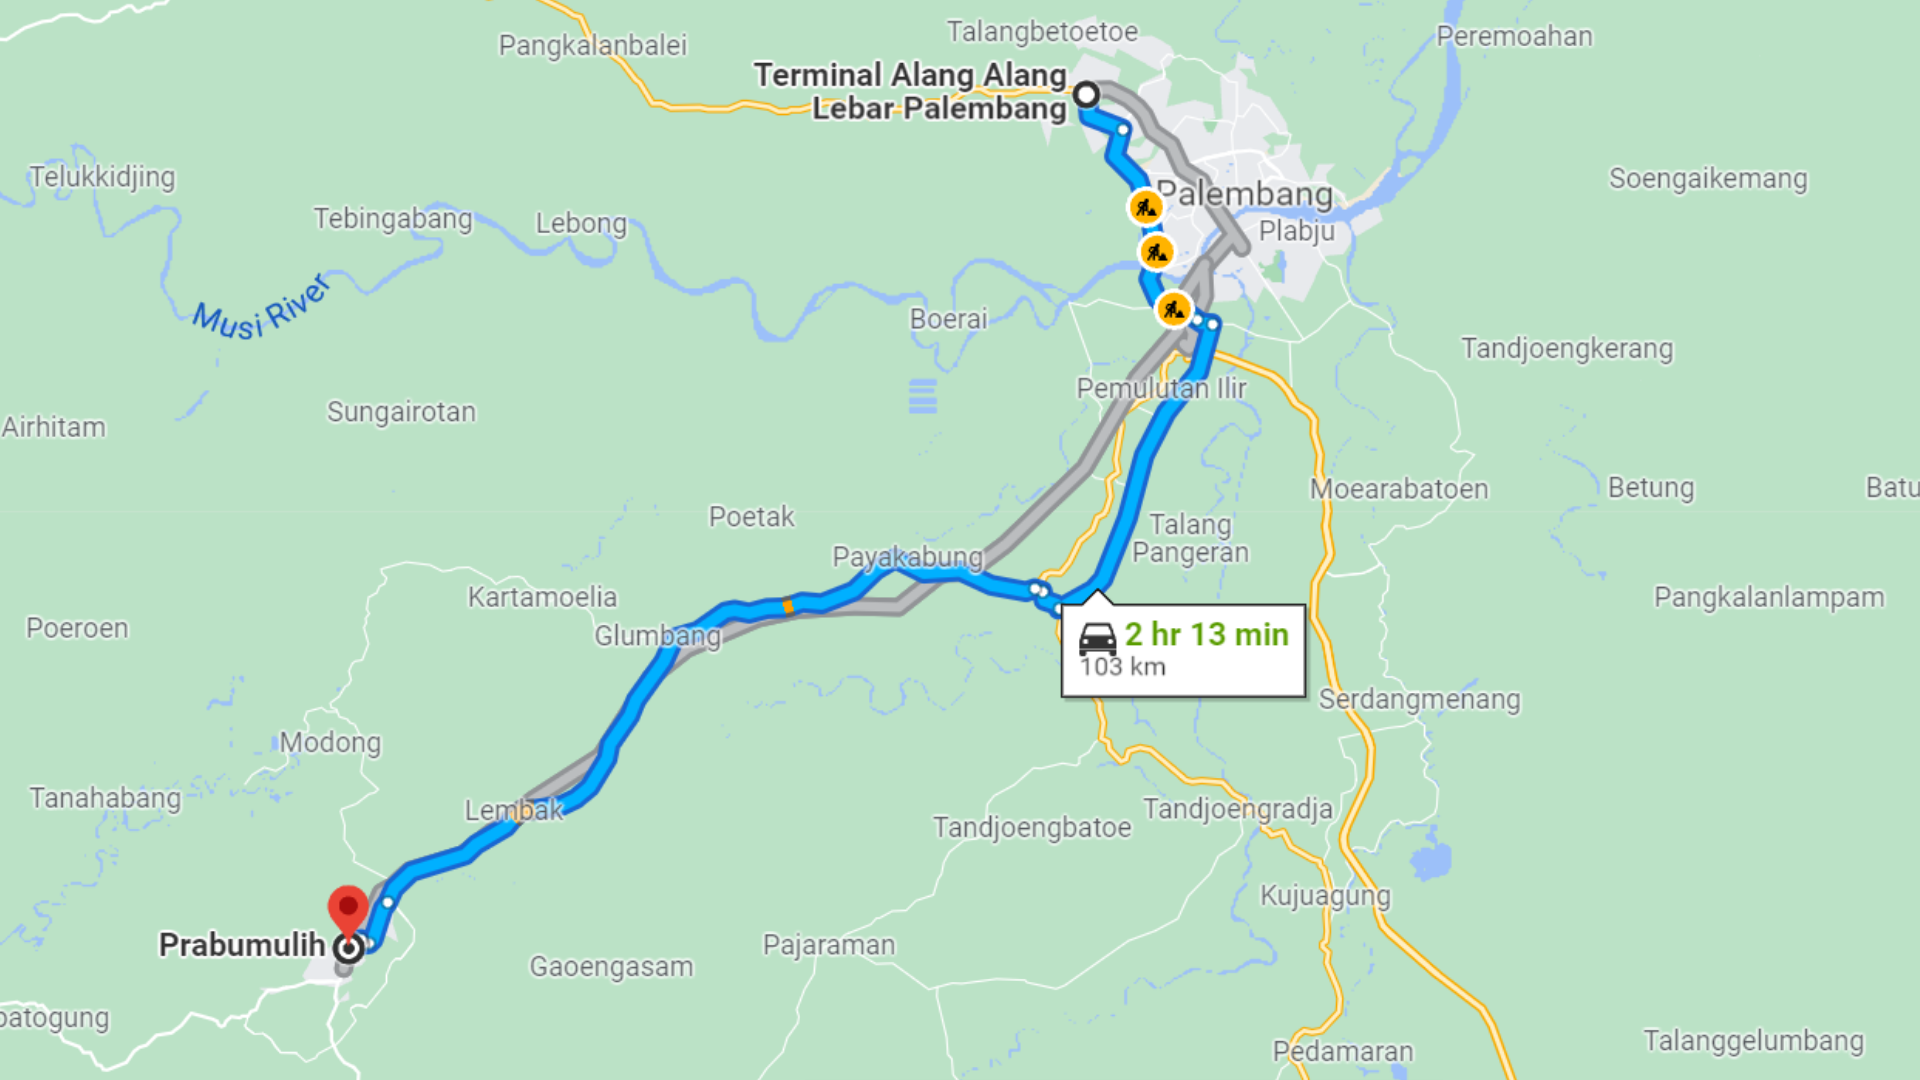 Talangbetoetoe
Peremoahan
Pangkalanbalei
Terminal Alang Alang
Lebar Palembang
Telukkidjing
Soengaikemang
Palembang
Tebingabang
Lebong
Plabju
Musi River
Boerai
Tandjoengkerang
Pemulutan Ilir
Sungairotan
Airhitam
Moearabatoen
Betung
Batu
Poetak
Talang
Pangeran
Payakabung
Kartamoelia
Pangkalanlampam
Poeroen
Glumbang
2 hr 13 min
103 km
Serdangmenang
Modong
Tanahabang
Lembak
Tandjoengbatoe
Tandjoengradja
Kujuagung
Prabumulih
Pajaraman
Gaoengasam
patogung
Talanggelumbang
Pedamaran